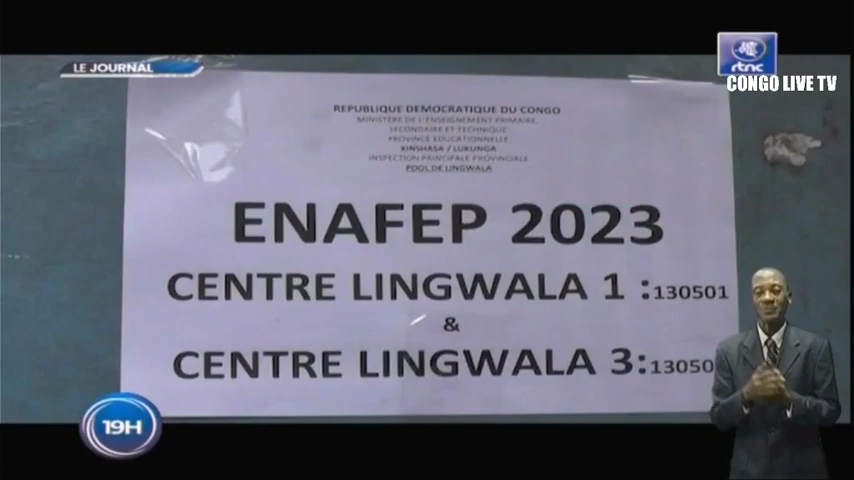 LE JOURNAL
rtnc
CONGO LIVE TV
REPUBLIQUE DEMOCRATIQUE DU CONGO
MINISTERE DE L'ENSEIGNEMENT PRIMAIRE
SECONDAIRE ET TECHNIQUE
PROVINCE EDUCATIONNELLE
KINSHASA / LUKUNGA
INSPECTION PRINCIPALE PROVINCIALE
POOL DE LINGWALA
ENAFEP 2023
CENTRE LINGWALA 1 :130501
&
CENTRE LINGWALA 3:13050
19H